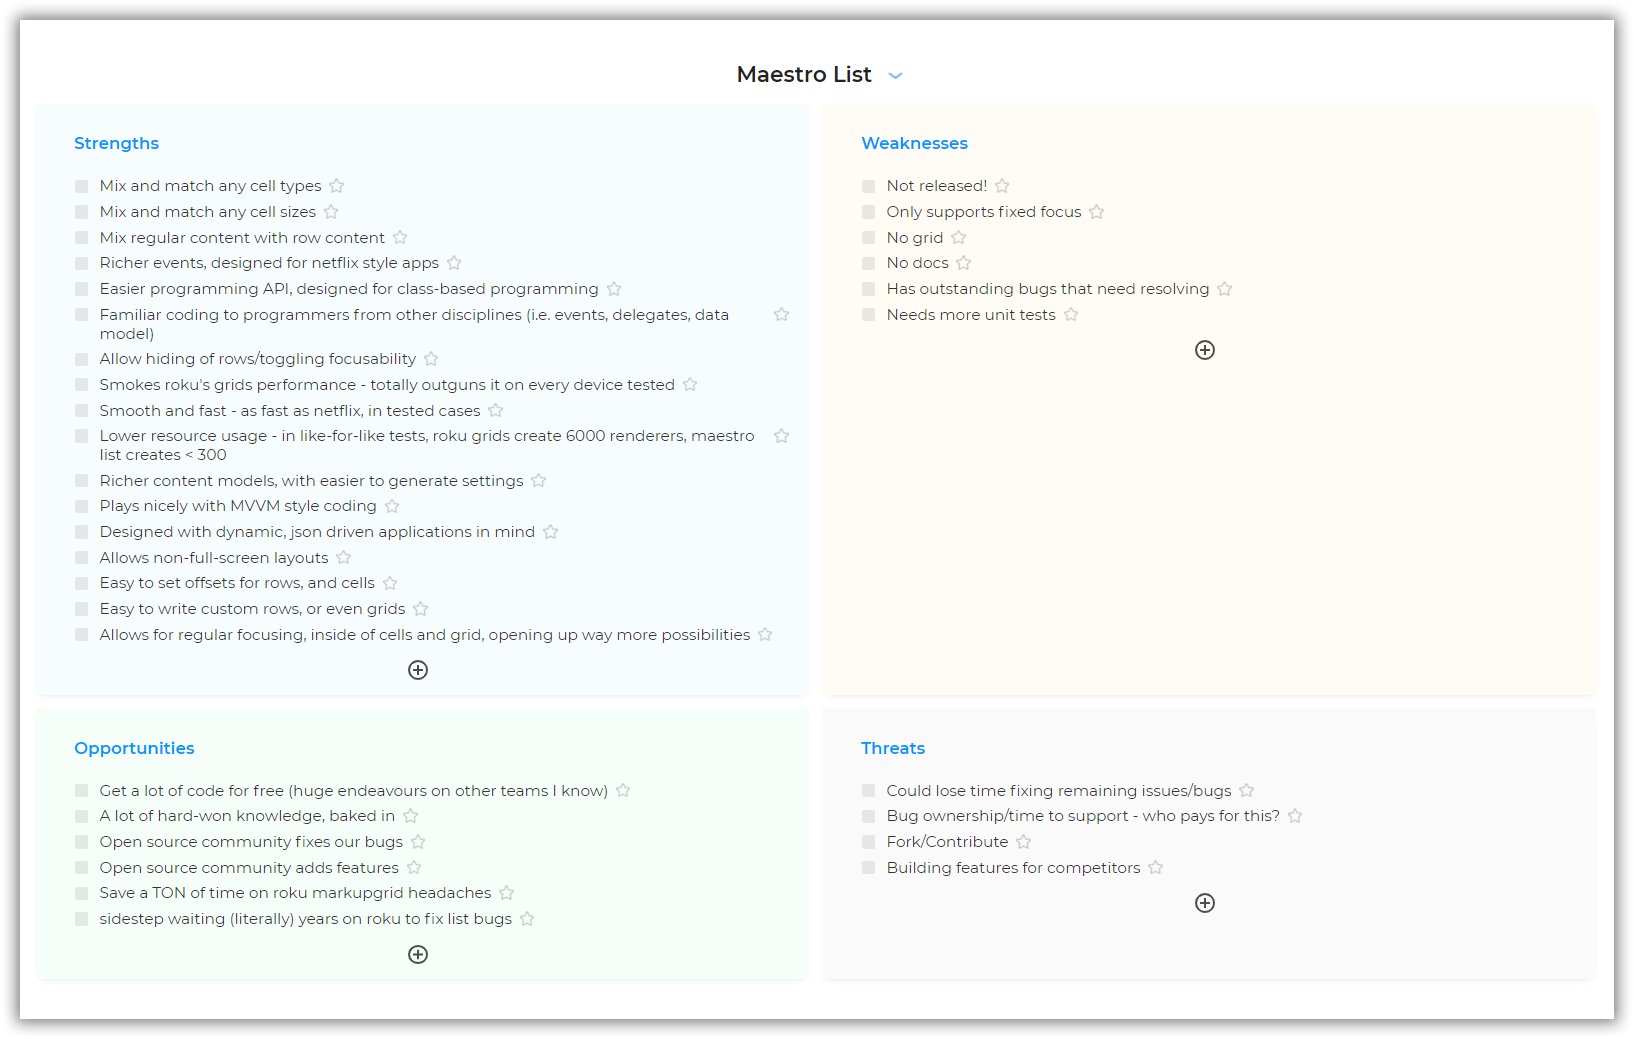 Maestro List
Strengths
Mix and match any cell types
Mix and match any cell sizes
Mix regular content with row content
Richer events, designed for netflix style apps
Easier programming API, designed for class-based programming
Familiar coding to programmers from other disciplines (i.e. events, delegates, data
model)
Allow hiding of rows/toggling focusability
Smokes roku's grids performance - totally outguns it on every device tested
Smooth and fast - as fast as netflix, in tested cases
Lower resource usage - in like-for-like tests, roku grids create 6000 renderers, maestro
list creates < 300
Richer content models, with easier to generate settings
Plays nicely with MVVM style coding
Designed with dynamic, json driven applications in mind
Allows non-full-screen layouts
Easy to set offsets for rows, and cells
Easy to write custom rows, or even grids
Allows for regular focusing, inside of cells and grid, opening up way more possibilities
Weaknesses
Not released!
Only supports fixed focus
No grid
No docs
Has outstanding bugs that need resolving
Needs more unit tests
Opportunities
Get a lot of code for free (huge endeavours on other teams I know)
A lot of hard-won knowledge, baked in
Open source community fixes our bugs
Open source community adds features
Save a TON of time on roku markupgrid headaches
sidestep waiting (literally) years on roku to fix list bugs
Threats
Could lose time fixing remaining issues/bugs
Bug ownership/time to support - who pays for this?
Fork/Contribute
Building features for competitors